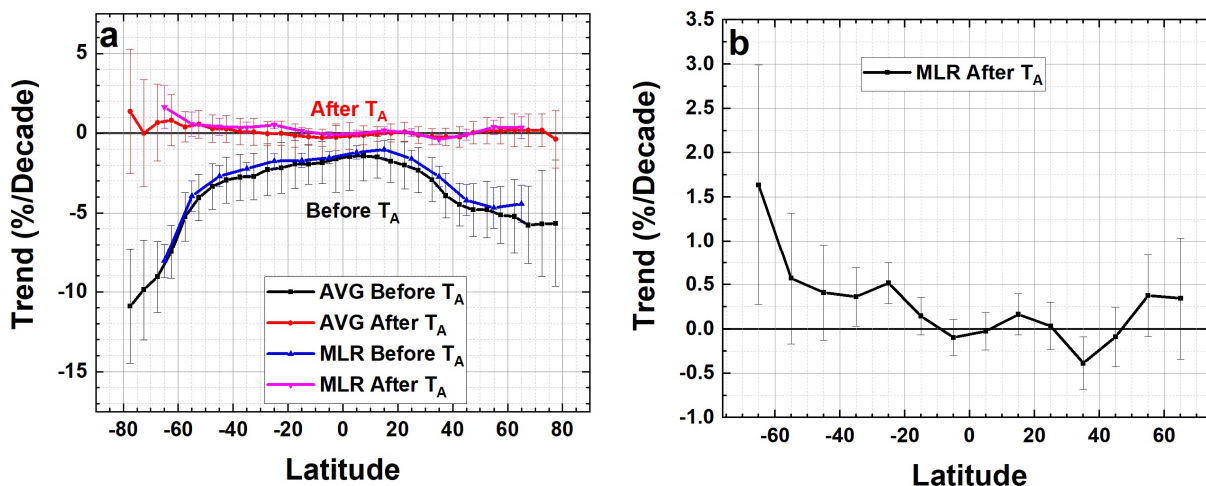 a
5
0
-5
-10
-15
Trend (%/Decade)
After TA
Before TA
AVG Before TA
AVG After TA
MLR Before TA
MLR After TA
-80 -60 -40 -20 0 20 40 60 80
Latitude
b
3.5
3.0
2.5
2.0
1.5
1.0
0.5
0.0
-0.5
-1.0
Trend (%/Decade)
MLR After TA
-60 -40 -20 0 20 40 60
Latitude